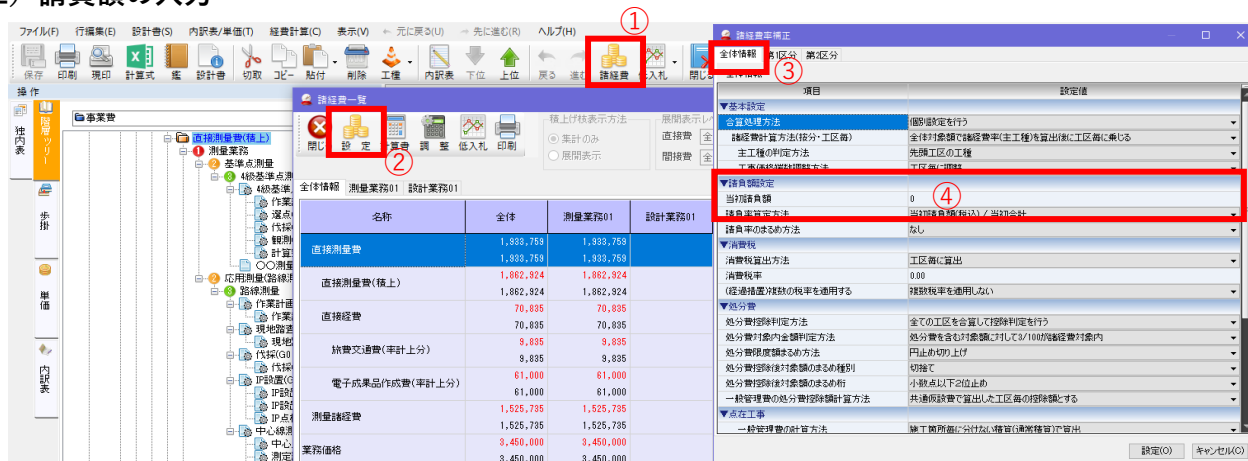 請負額の入力
ファイル(F) 行編集(E) 設計書(S) 内訳表/単価(T) 経費計算(C) 表示(V) ← 元に戻る(U) → 先に進む(R) ヘルプ(H)
①
保存 印刷 現印 計算式 鑑 設計書 切取 コピー 貼付 削除 工種 内訳表 下位 上位 戻る 進む 諸経費 低入札 閉じる
操作
独内表
階層ツリー
歩掛
単価
内訳表
事業費
直接測量費(積上)
測量業務
基準点測量
4級基準点測
4級基準
作業
選点
伐採
観測
計算
〇〇測量
応用測量(路線測
路線測量
作業計画
作業
現地踏査
現地
伐採(G0
伐採
IP設置(G
IP設
IP設
IP点
中心線測
中心
測定
諸経費一覧
閉じ 設 定 計算書 調 整 低入札 印刷
②
積上げ枝表示方法
集計のみ
展開表示
展開表示レベ
直接費 全
間接費 全
全体情報 測量業務01 設計業務01
名称 全体 測量業務01 設計業務01
直接測量費 1,933,759 1,933,759
1,933,759 1,933,759
直接測量費(積上) 1,862,924 1,862,924
1,862,924 1,862,924
直接経費 70,835 70,835
70,835 70,835
旅費交通費(率計上分) 9,835 9,835
9,835 9,835
電子成果品作成費(率計上分) 61,000 61,000
61,000 61,000
測量諸経費 1,525,735 1,525,735
1,525,735 1,525,735
業務価格 3,450,000 3,450,000
3,450,000 3,450,000
諸経費率補正
全体情報 第1区分 第2区分
③
全体情報
項目 設定値
▼基本設定
合算処理方法 個別設定を行う
諸経費計算方法(按分・工区毎) 全体対象額で諸経費率(主工種)を算出後に工区毎に乗じる
主工種の判定方法 先頭工区の工種
工事価格端数調整方法 工区毎に調整
▼請負額設定
当初請負額 0
④
請負率算定方法 当初請負額(税込) / 当初合計
請負率のまるめ方法 なし
▼消費税
消費税算出方法 工区毎に算出
消費税率 0.00
(経過措置)複数の税率を適用する 複数税率を適用しない
▼処分費
処分費控除判定方法 全ての工区を合算して控除判定を行う
処分費対象内金額判定方法 処分費を含む対象額に対して3/100が諸経費対象内
処分費限度額まるめ方法 円止め切り上げ
処分費控除後対象額のまるめ種別 切捨て
処分費控除後対象額のまるめ桁 小数点以下2位止め
一般管理費の処分費控除額計算方法 共通仮設費で算出した工区毎の控除額とする
▼点在工事
一般管理費の計算方法 施工箇所毎に分けない積算(通常積算)で算出
設定(O) キャンセル(C)